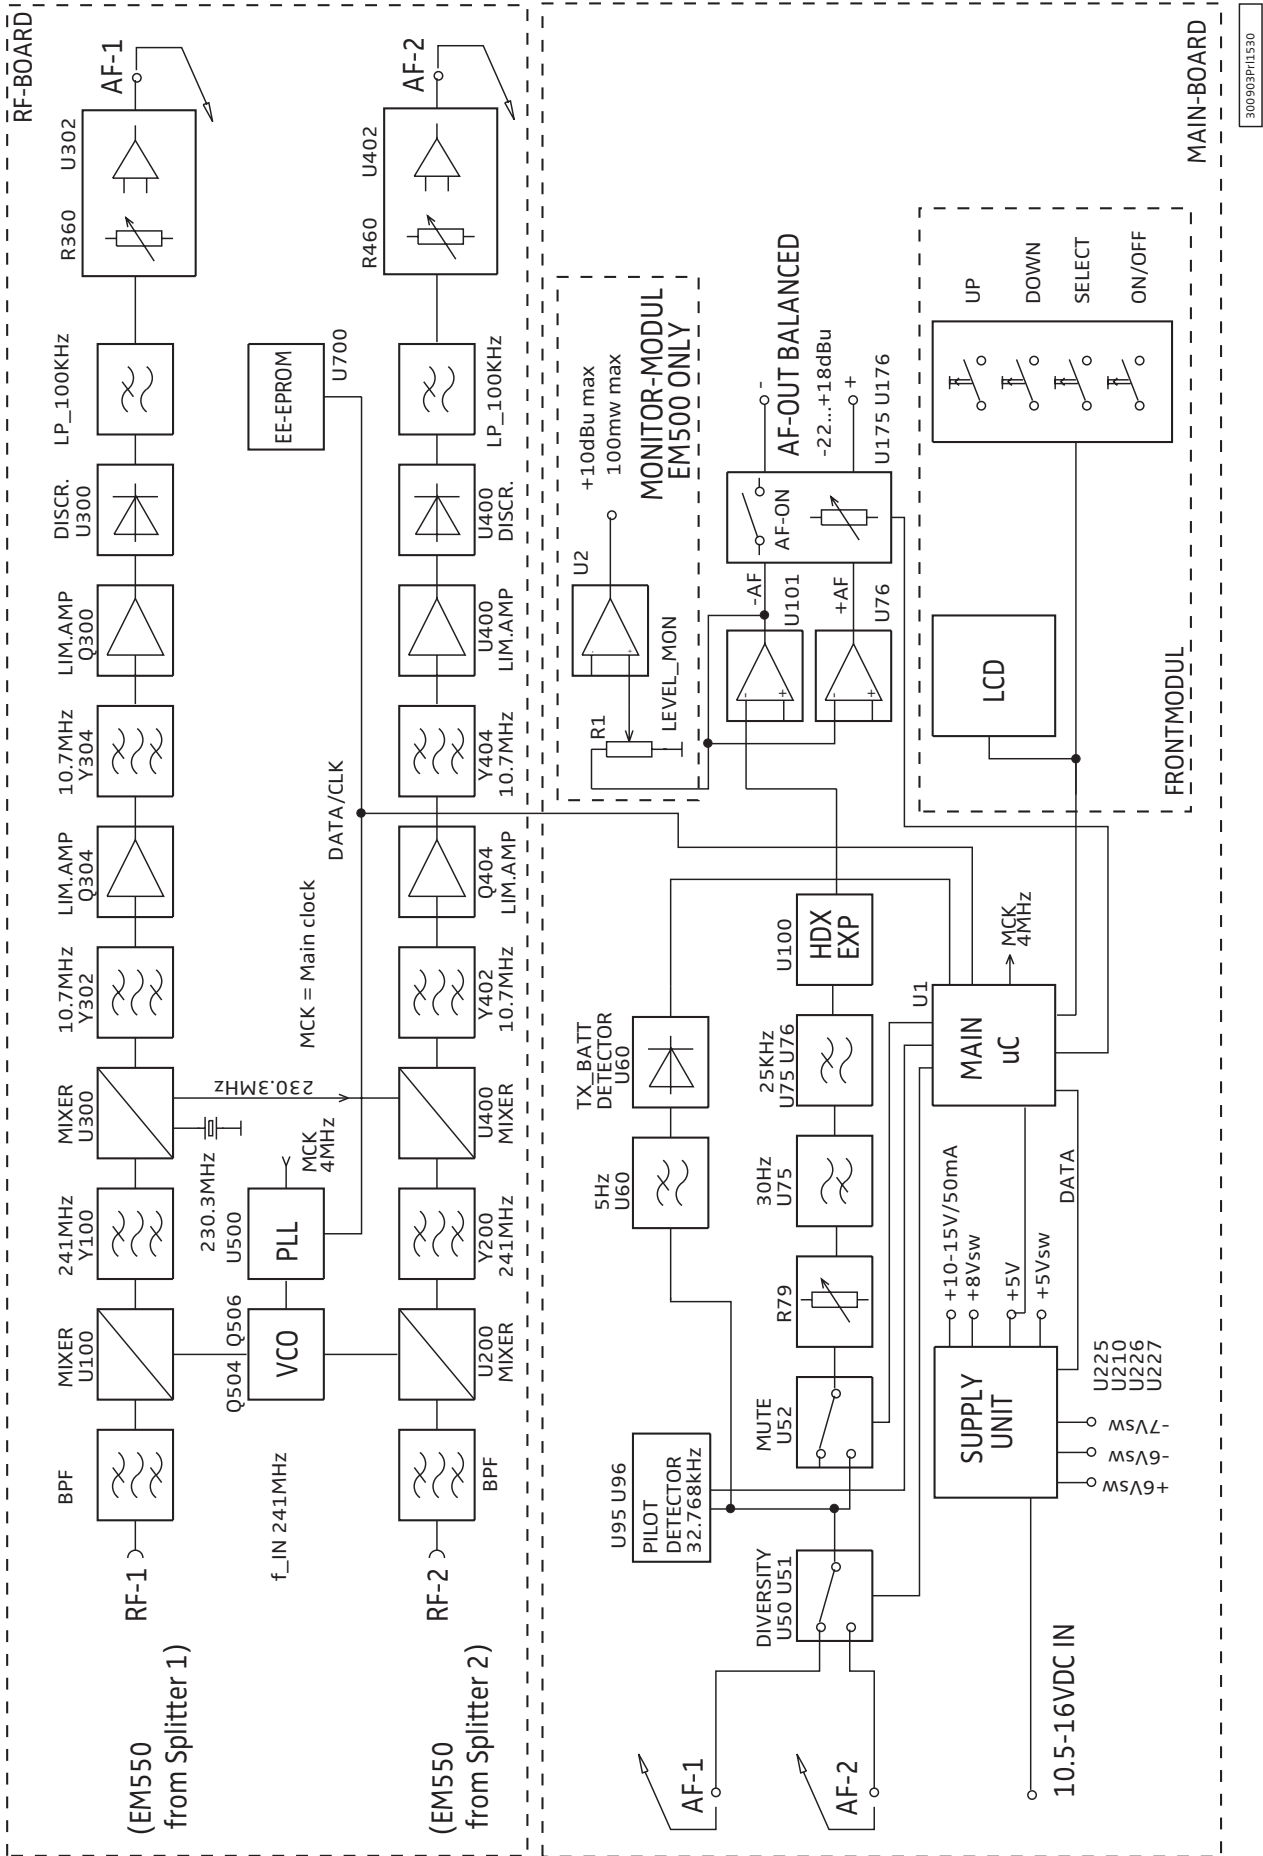 RF-BOARD
(EM550
from Splitter 1)
RF-1
BPF
MIXER
U100
241MHz
Y100
MIXER
U300
10.7MHz
Y302
LIM.AMP
Q304
10.7MHz
Y304
LIM.AMP
Q300
DISCR.
U300
LP_100KHz
R360
U302
AF-1
f_IN 241MHz
Q504
Q506
VCO
230.3MHz
U500
PLL
MCK
4MHz
230.3MHz
MCK = Main clock
DATA/CLK
EE-EPROM
U700
(EM550
from Splitter 2)
RF-2
BPF
U200
MIXER
Y200
241MHz
U400
MIXER
Y402
10.7MHz
Q404
LIM.AMP
Y404
10.7MHz
U400
LIM.AMP
U400
DISCR.
LP_100KHz
R460
U402
AF-2
MAIN-BOARD
AF-1
AF-2
DIVERSITY
U50 U51
U95 U96
PILOT
DETECTOR
32.768kHz
MUTE
U52
R79
5Hz
U60
TX_BATT
DETECTOR
U60
30Hz
U75
25KHz
U75 U76
U100
HDX
EXP
R1
LEVEL_MON
-
+
U2
+10dBu max
100mw max
MONITOR-MODUL
EM500 ONLY
-
+
-AF
U101
-
+
+AF
U76
AF-ON
-
AF-OUT BALANCED
-22...+18dBu
+
U175 U176
10.5-16VDC IN
SUPPLY
UNIT
+10-15V/50mA
+8Vsw
+5V
+5Vsw
+6Vsw
-6Vsw
-7Vsw
U225
U210
U226
U227
DATA
U1
MAIN
uC
MCK
4MHz
FRONTMODUL
LCD
UP
DOWN
SELECT
ON/OFF
300903Prl1530